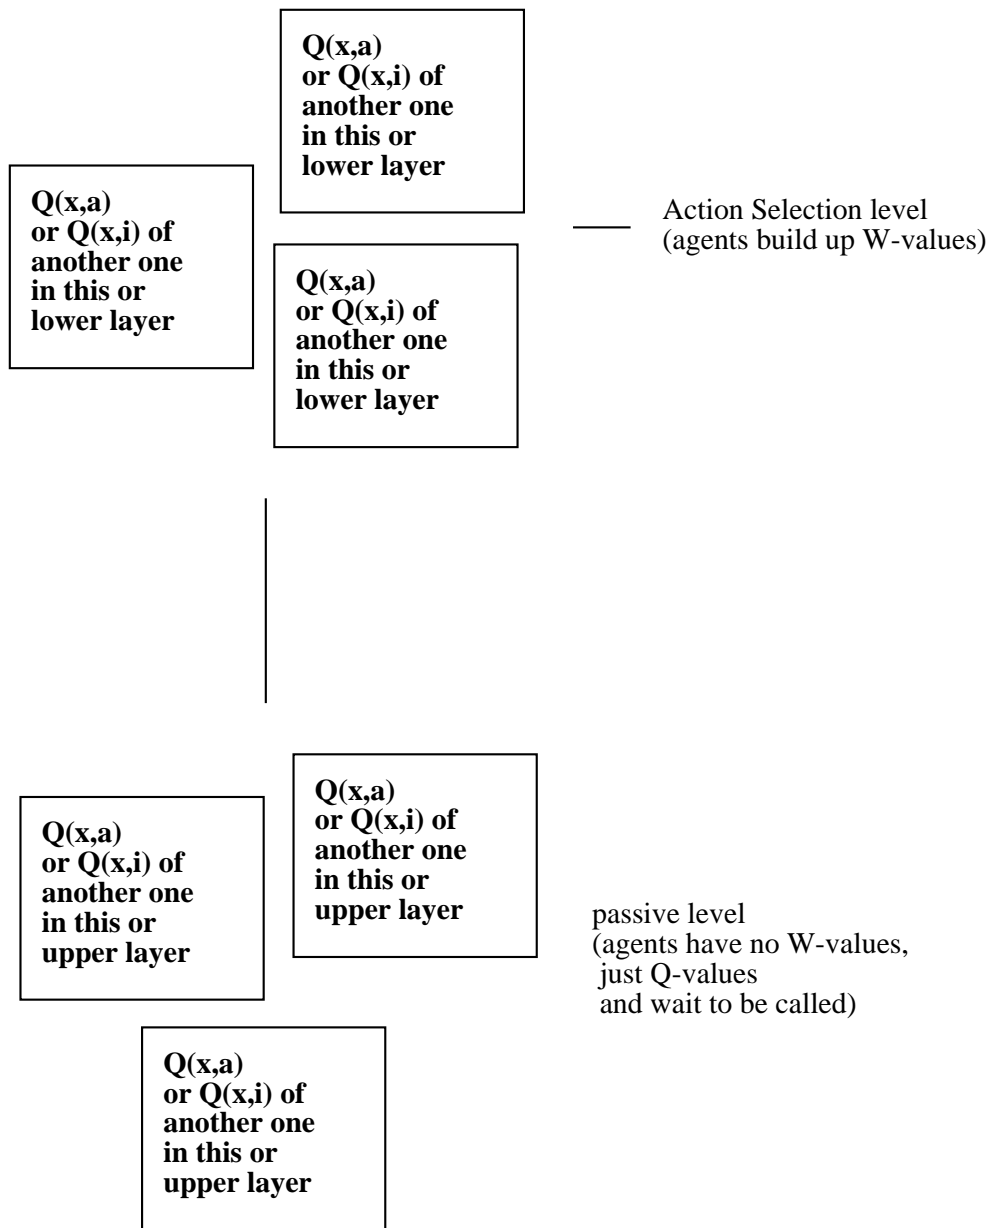 Q(x,a)
or Q(x,i) of
another one
in this or
lower layer
Q(x,a)
or Q(x,i) of
another one
in this or
lower layer
Q(x,a)
or Q(x,i) of
another one
in this or
lower layer
Action Selection level
(agents build up W-values)
Q(x,a)
or Q(x,i) of
another one
in this or
upper layer
Q(x,a)
or Q(x,i) of
another one
in this or
upper layer
Q(x,a)
or Q(x,i) of
another one
in this or
upper layer
passive level
(agents have no W-values,
just Q-values
and wait to be called)